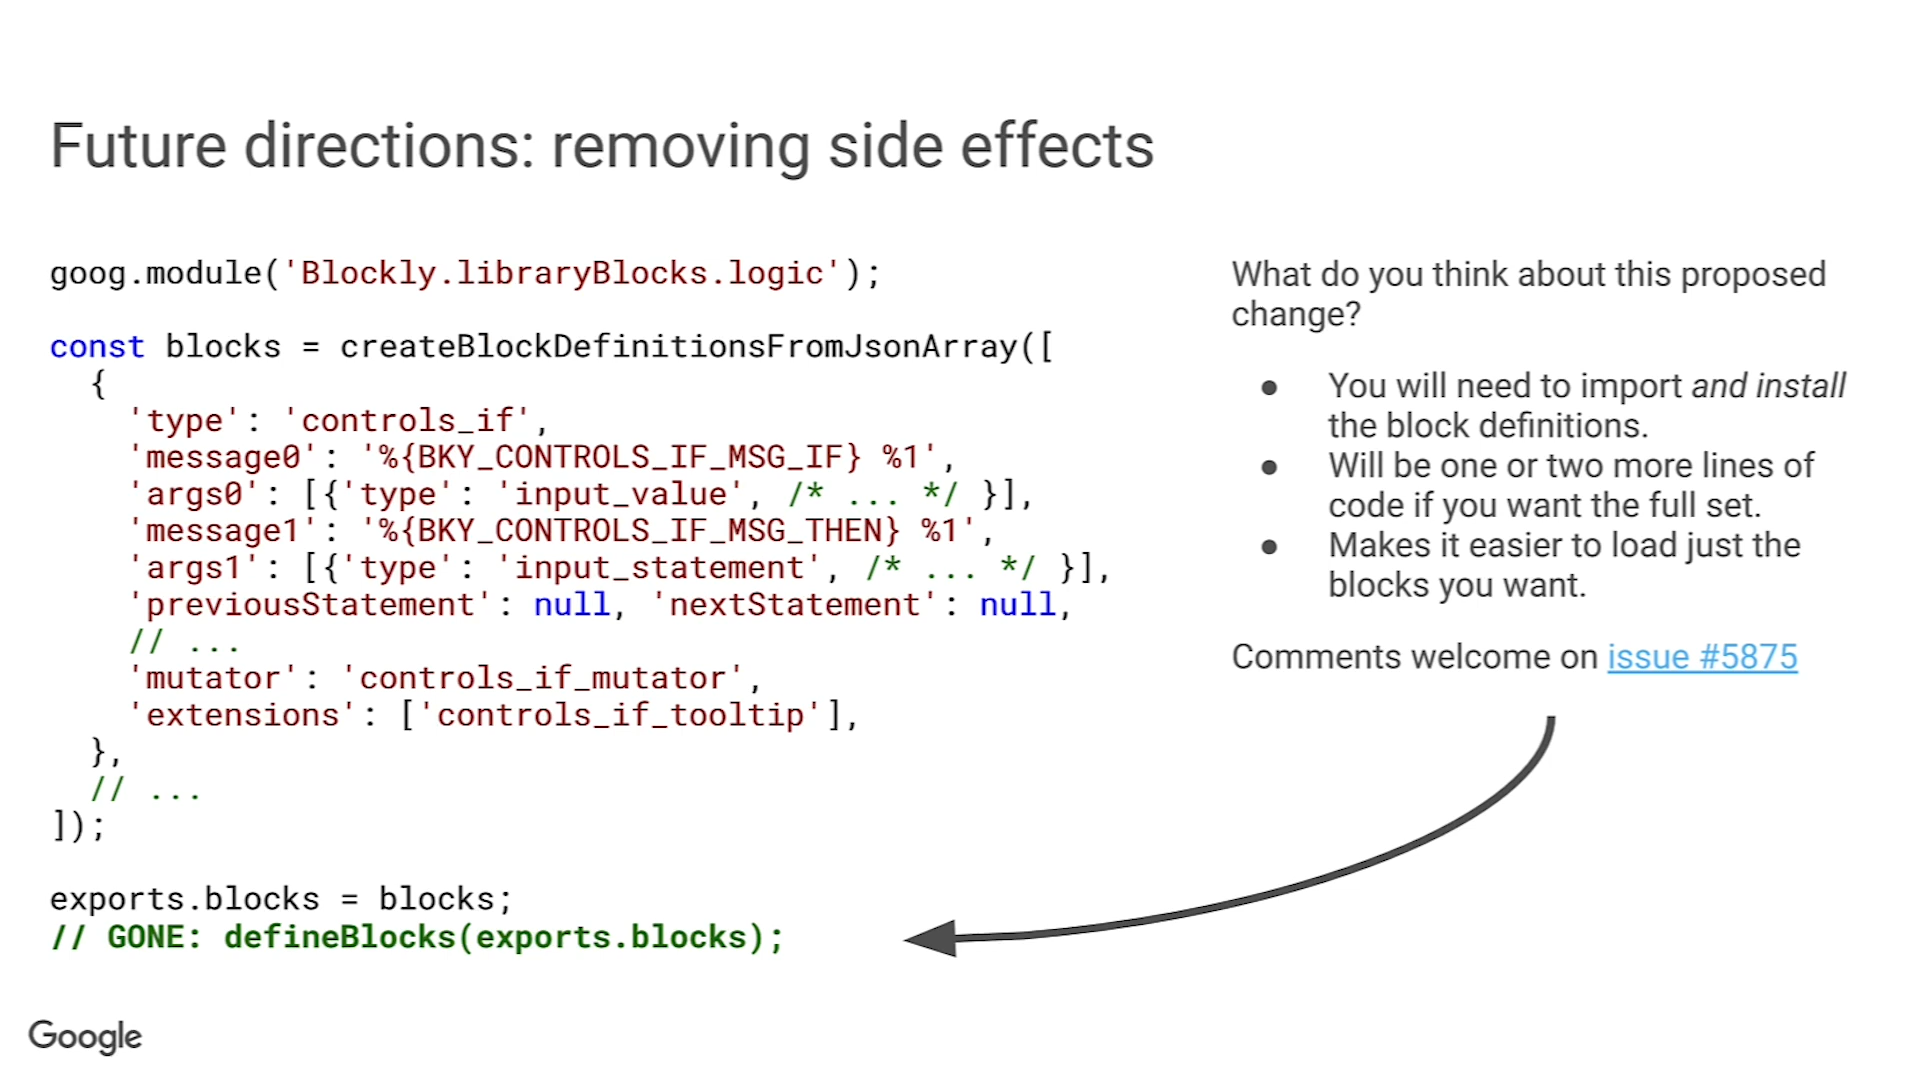 Future directions: removing side effects
goog.module('Blockly.libraryBlocks.logic');
const blocks = createBlockDefinitionsFromJsonArray([
  {
    'type': 'controls_if',
    'message0': '%{BKY_CONTROLS_IF_MSG_IF} %1',
    'args0': [{'type': 'input_value', /* ... */ }],
    'message1': '%{BKY_CONTROLS_IF_MSG_THEN} %1',
    'args1': [{'type': 'input_statement', /* ... */ }],
    'previousStatement': null, 'nextStatement': null,
    // ...
    'mutator': 'controls_if_mutator',
    'extensions': ['controls_if_tooltip'],
  },
  // ...
]);
exports.blocks = blocks;
// GONE: defineBlocks(exports.blocks);
What do you think about this proposed
change?
● You will need to import and install
the block definitions.
● Will be one or two more lines of
code if you want the full set.
● Makes it easier to load just the
blocks you want.
Comments welcome on issue #5875
Google